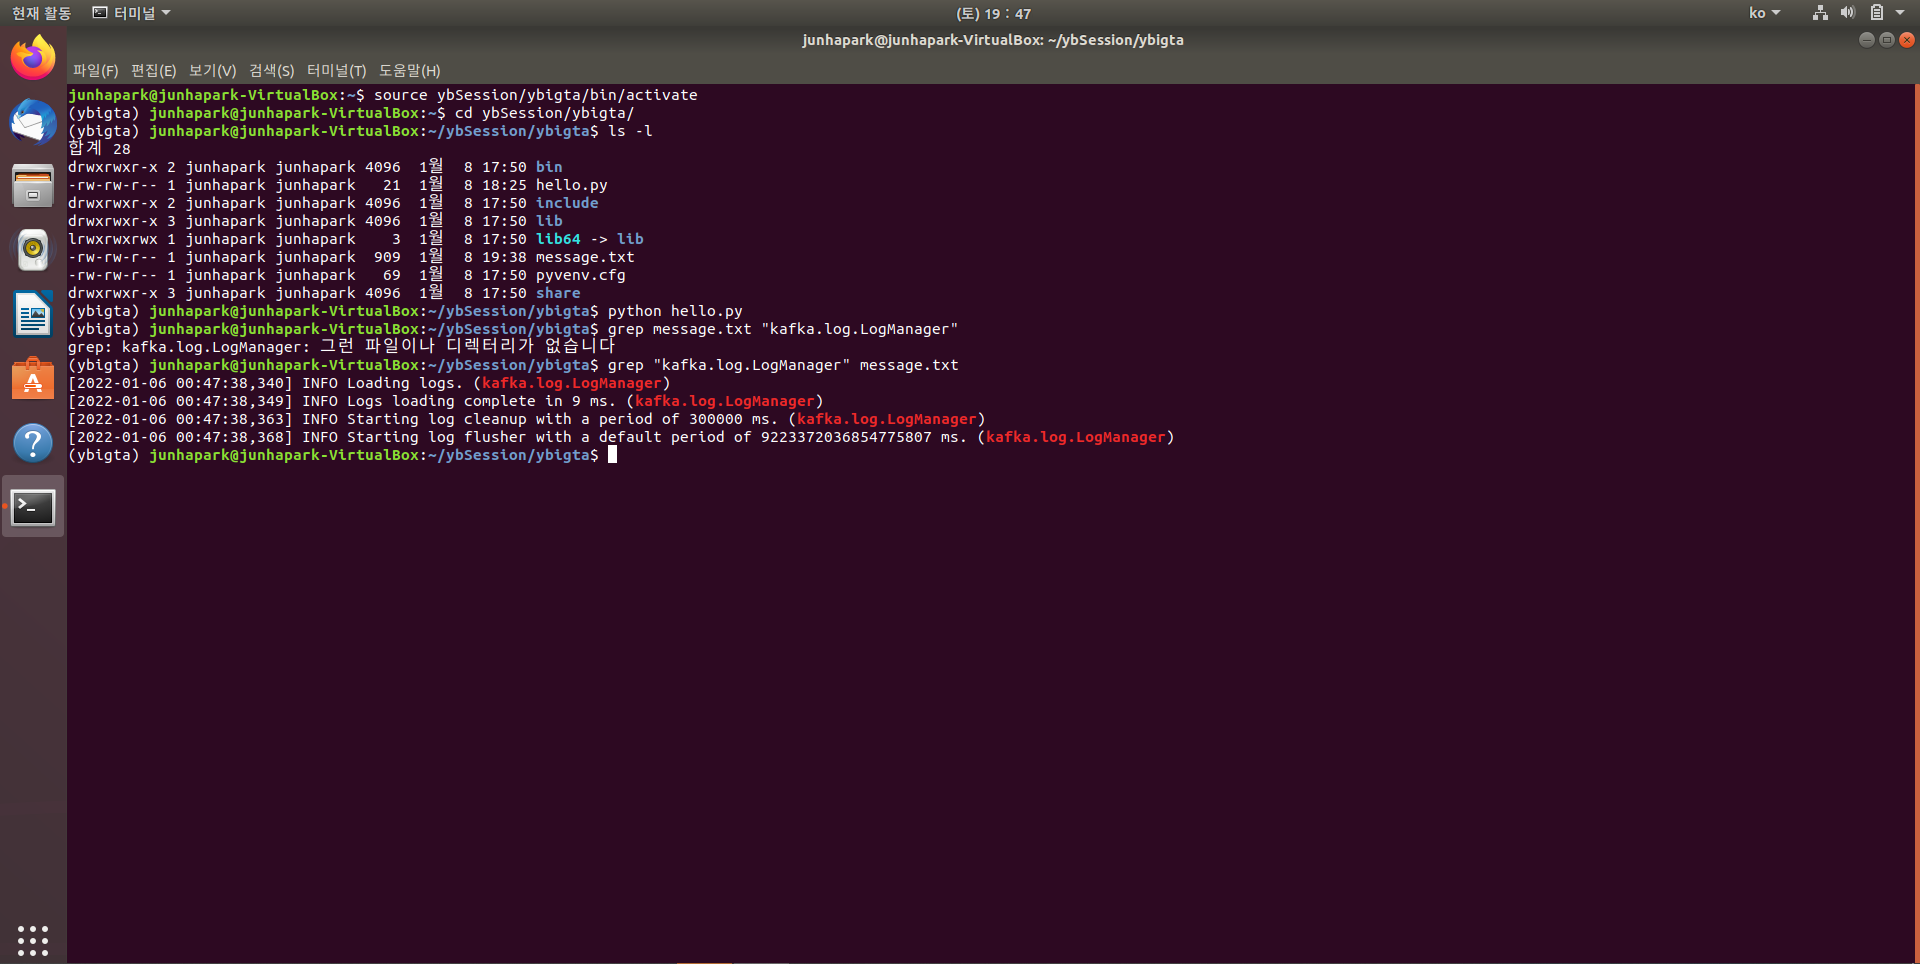 현재 활동 터미널 (토) 19 : 47 ko
junhapark@junhapark-VirtualBox: ~/ybSession/ybigta
파일(F) 편집(E) 보기(V) 검색(S) 터미널(T) 도움말(H)
junhapark@junhapark-VirtualBox:~$ source ybSession/ybigta/bin/activate
(ybigta) junhapark@junhapark-VirtualBox:~$ cd ybSession/ybigta/
(ybigta) junhapark@junhapark-VirtualBox:~/ybSession/ybigta$ ls -l
합계 28
drwxrwxr-x 2 junhapark junhapark 4096  1월  8 17:50 bin
-rw-rw-r-- 1 junhapark junhapark   21  1월  8 18:25 hello.py
drwxrwxr-x 2 junhapark junhapark 4096  1월  8 17:50 include
drwxrwxr-x 3 junhapark junhapark 4096  1월  8 17:50 lib
lrwxrwxrwx 1 junhapark junhapark    3  1월  8 17:50 lib64 -> lib
-rw-rw-r-- 1 junhapark junhapark  909  1월  8 19:38 message.txt
-rw-rw-r-- 1 junhapark junhapark   69  1월  8 17:50 pyvenv.cfg
drwxrwxr-x 3 junhapark junhapark 4096  1월  8 17:50 share
(ybigta) junhapark@junhapark-VirtualBox:~/ybSession/ybigta$ python hello.py
(ybigta) junhapark@junhapark-VirtualBox:~/ybSession/ybigta$ grep message.txt "kafka.log.LogManager"
grep: kafka.log.LogManager: 그런 파일이나 디렉터리가 없습니다
(ybigta) junhapark@junhapark-VirtualBox:~/ybSession/ybigta$ grep "kafka.log.LogManager" message.txt
[2022-01-06 00:47:38,340] INFO Loading logs. (kafka.log.LogManager)
[2022-01-06 00:47:38,349] INFO Logs loading complete in 9 ms. (kafka.log.LogManager)
[2022-01-06 00:47:38,363] INFO Starting log cleanup with a period of 300000 ms. (kafka.log.LogManager)
[2022-01-06 00:47:38,368] INFO Starting log flusher with a default period of 9223372036854775807 ms. (kafka.log.LogManager)
(ybigta) junhapark@junhapark-VirtualBox:~/ybSession/ybigta$